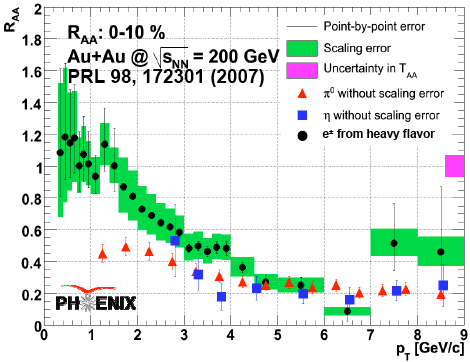 R_AA
2
1.8
1.6
1.4
1.2
1
0.8
0.6
0.4
0.2
0
R_AA: 0-10 %
Au+Au @ √s_NN = 200 GeV
PRL 98, 172301 (2007)
Point-by-point error
Scaling error
Uncertainty in T_AA
π⁰ without scaling error
η without scaling error
e± from heavy flavor
PHENIX
0 1 2 3 4 5 6 7 8 9
p_T [GeV/c]